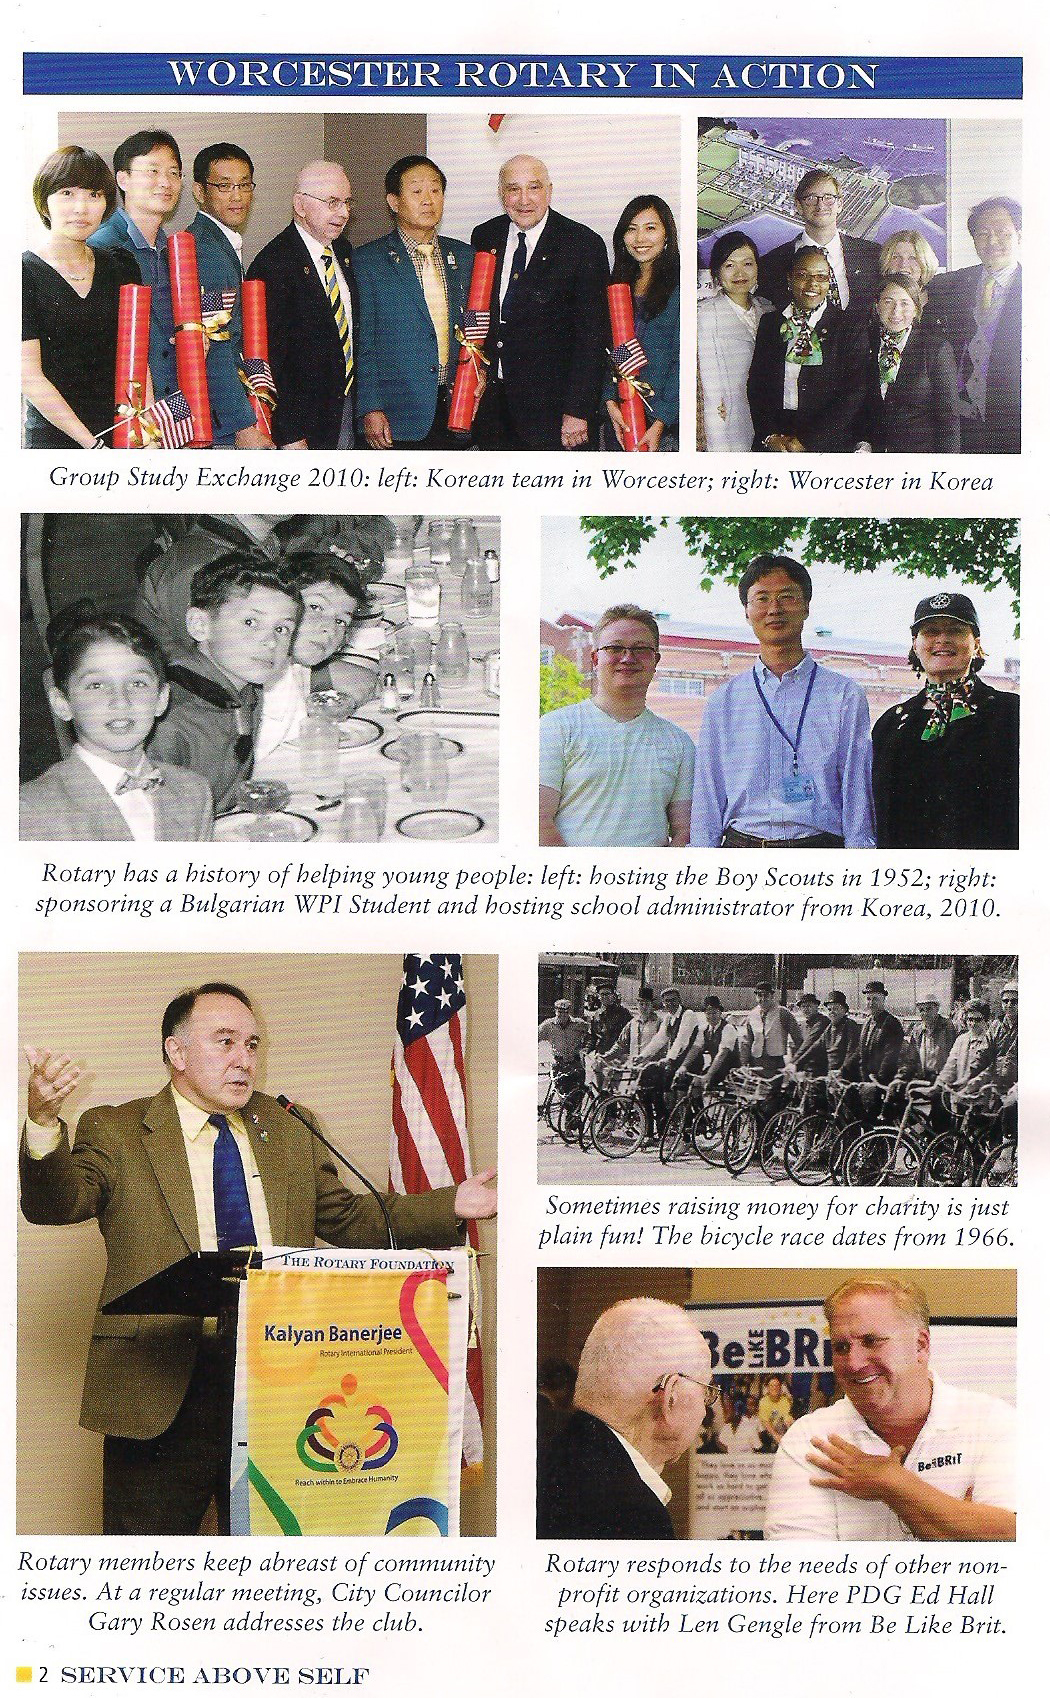 WORCESTER ROTARY IN ACTION
Group Study Exchange 2010: left: Korean team in Worcester; right: Worcester in Korea
Rotary has a history of helping young people: left: hosting the Boy Scouts in 1952; right:
sponsoring a Bulgarian WPI Student and hosting school administrator from Korea, 2010.
THE ROTARY FOUNDATION
Kalyan Banerjee
Rotary International President
Reach within to Embrace Humanity
Rotary members keep abreast of community
issues. At a regular meeting, City Councilor
Gary Rosen addresses the club.
Sometimes raising money for charity is just
plain fun! The bicycle race dates from 1966.
Be LIKE BRI
Be LIKE BRIT
Rotary responds to the needs of other non-
profit organizations. Here PDG Ed Hall
speaks with Len Gengle from Be Like Brit.
2 SERVICE ABOVE SELF